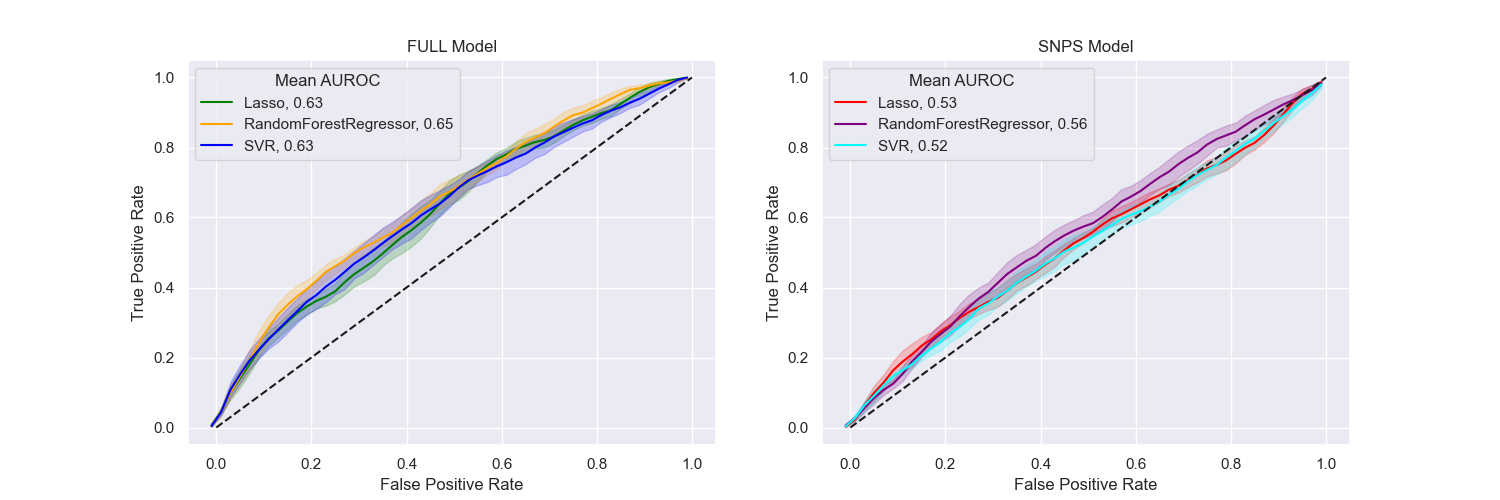 FULL Model
Mean AUROC
Lasso, 0.63
RandomForestRegressor, 0.65
SVR, 0.63
True Positive Rate
1.0
0.8
0.6
0.4
0.2
0.0
0.0 0.2 0.4 0.6 0.8 1.0
False Positive Rate
SNPS Model
Mean AUROC
Lasso, 0.53
RandomForestRegressor, 0.56
SVR, 0.52
True Positive Rate
1.0
0.8
0.6
0.4
0.2
0.0
0.0 0.2 0.4 0.6 0.8 1.0
False Positive Rate